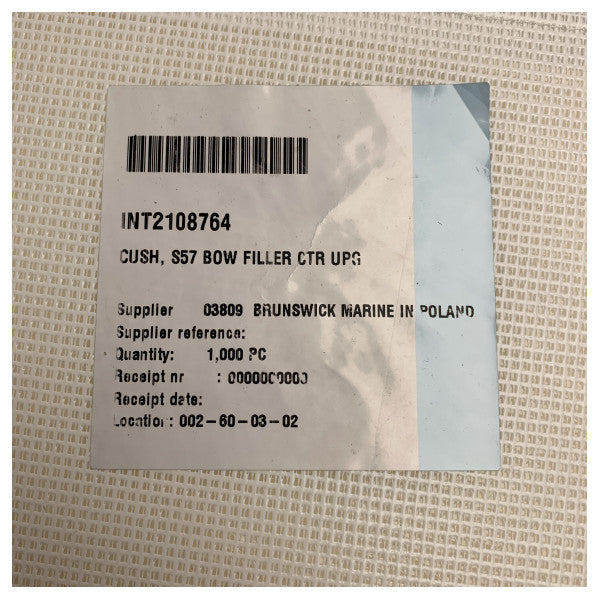 INT2108764
CUSH, S57 BOW FILLER CTR UPG
Supplier 03809 BRUNSWICK MARINE IN POLAND
Supplier reference:
Quantity: 1,000 PC
Receipt nr : 0000000000
Receipt date:
Location: 002-60-03-02